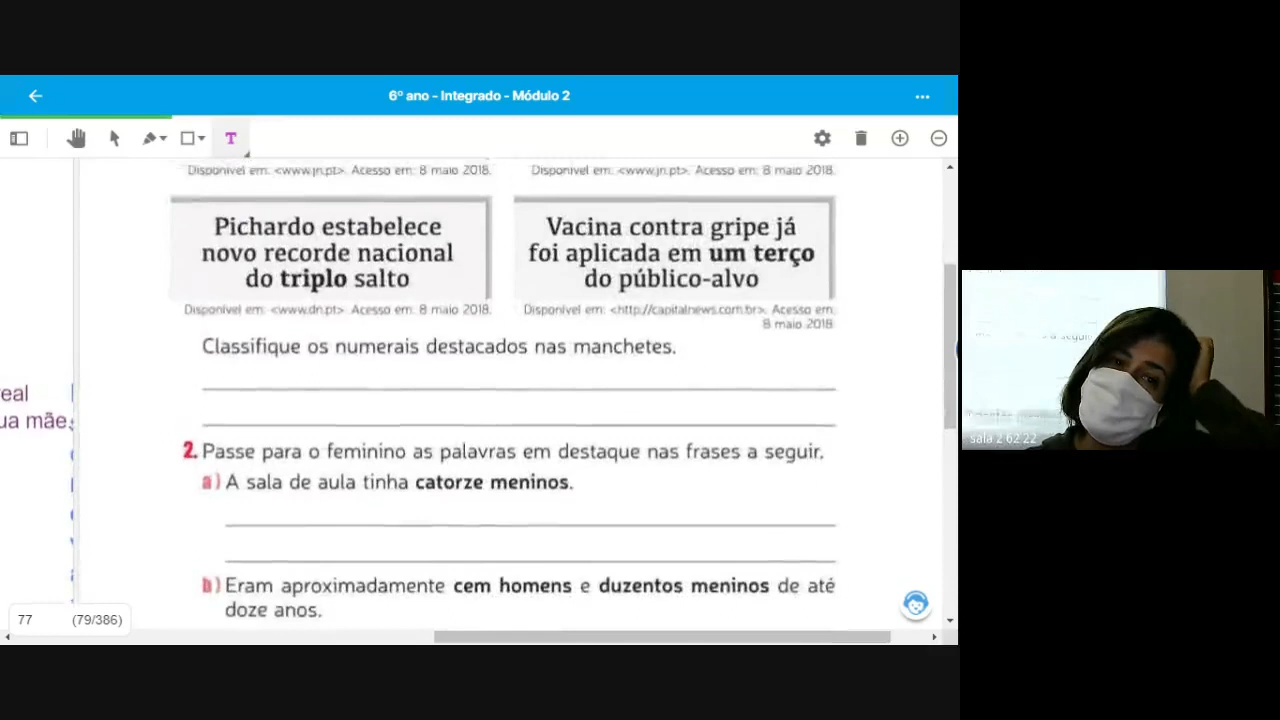 6º ano - Integrado - Módulo 2
T
Disponível em: <www.jn.pt>. Acesso em: 8 maio 2018.
Disponível em: <www.jn.pt>. Acesso em: 8 maio 2018.
Pichardo estabelece
novo recorde nacional
do triplo salto
Vacina contra gripe já
foi aplicada em um terço
do público-alvo
Disponível em: <www.dn.pt>. Acesso em: 8 maio 2018.
Disponível em: <http://capitalnews.com.br>. Acesso em:
8 maio 2018.
Classifique os numerais destacados nas manchetes.
eal
ua mãe.
2. Passe para o feminino as palavras em destaque nas frases a seguir.
a) A sala de aula tinha catorze meninos.
b) Eram aproximadamente cem homens e duzentos meninos de até
doze anos.
77 (79/386)
sala 2 62 22